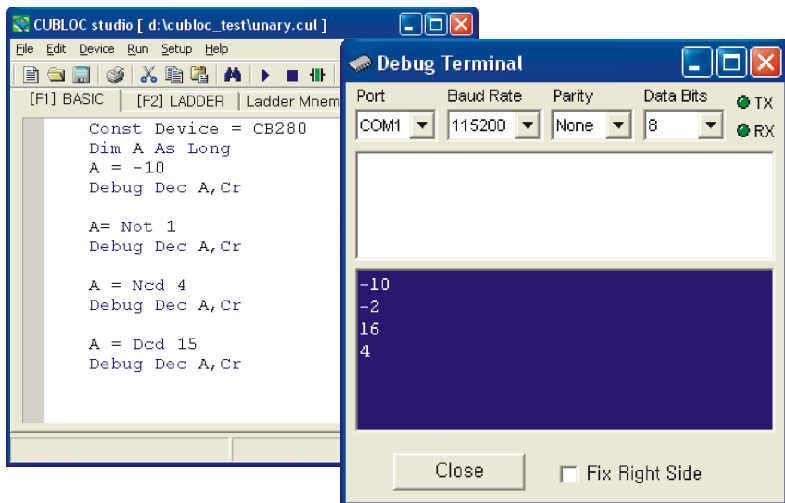 CUBLOC studio [ d:\cubloc_test\unary.cul ]
File Edit Device Run Setup Help
[F1] BASIC
[F2] LADDER
Ladder Mnem
Const Device = CB280
Dim A As Long
A = -10
Debug Dec A,Cr
A= Not 1
Debug Dec A,Cr
A = Ncd 4
Debug Dec A,Cr
A = Dcd 15
Debug Dec A,Cr
Debug Terminal
Port Baud Rate Parity Data Bits TX
COM1 115200 None 8 RX
-10
-2
16
4
Close Fix Right Side